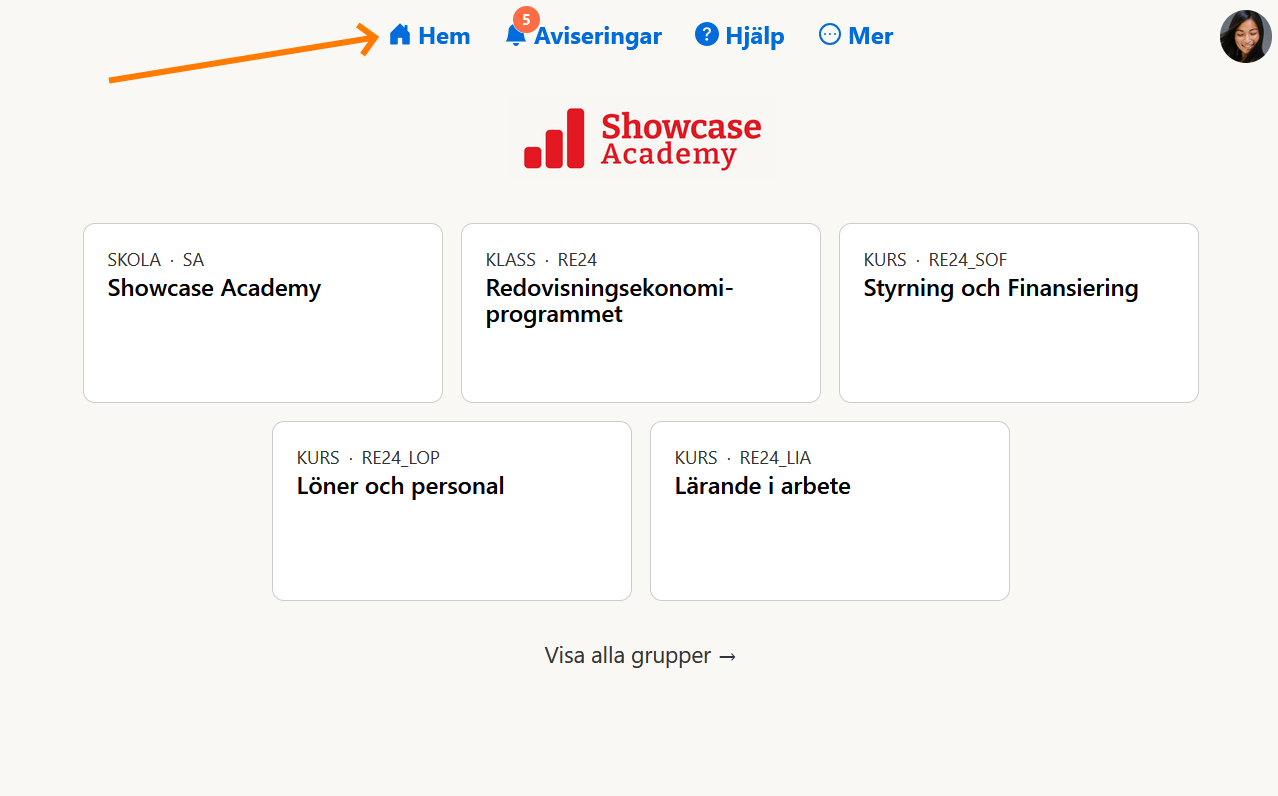 Hem
5
Aviseringar
Hjälp
Mer
Showcase
Academy
SKOLA · SA
Showcase Academy
KLASS · RE24
Redovisningsekonomi-
programmet
KURS · RE24_SOF
Styrning och Finansiering
KURS · RE24_LOP
Löner och personal
KURS · RE24_LIA
Lärande i arbete
Visa alla grupper →